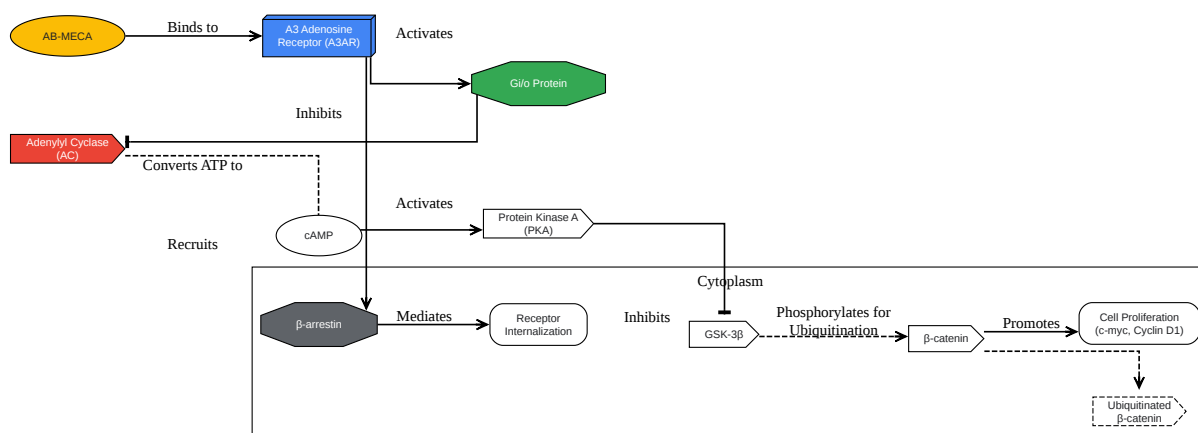 AB-MECA
Binds to
A3 Adenosine
Receptor (A3AR)
Activates
Gi/o Protein
Inhibits
Adenylyl Cyclase
(AC)
Converts ATP to
Activates
cAMP
Protein Kinase A
(PKA)
Recruits
Cytoplasm
β-arrestin
Mediates
Receptor
Internalization
Inhibits
GSK-3β
Phosphorylates for
Ubiquitination
β-catenin
Promotes
Cell Proliferation
(c-myc, Cyclin D1)
Ubiquitinated
β-catenin